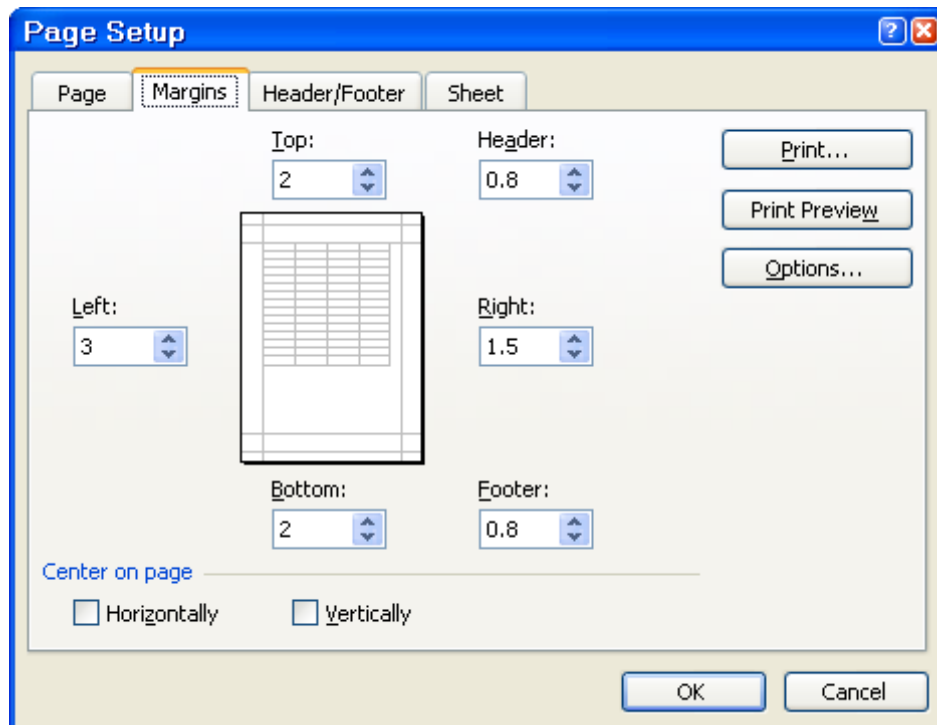 Page Setup
Page Margins Header/Footer Sheet
Top: Header:
2 0.8
Print...
Print Preview
Options...
Left: Right:
3 1.5
Bottom: Footer:
2 0.8
Center on page
Horizontally Vertically
OK Cancel